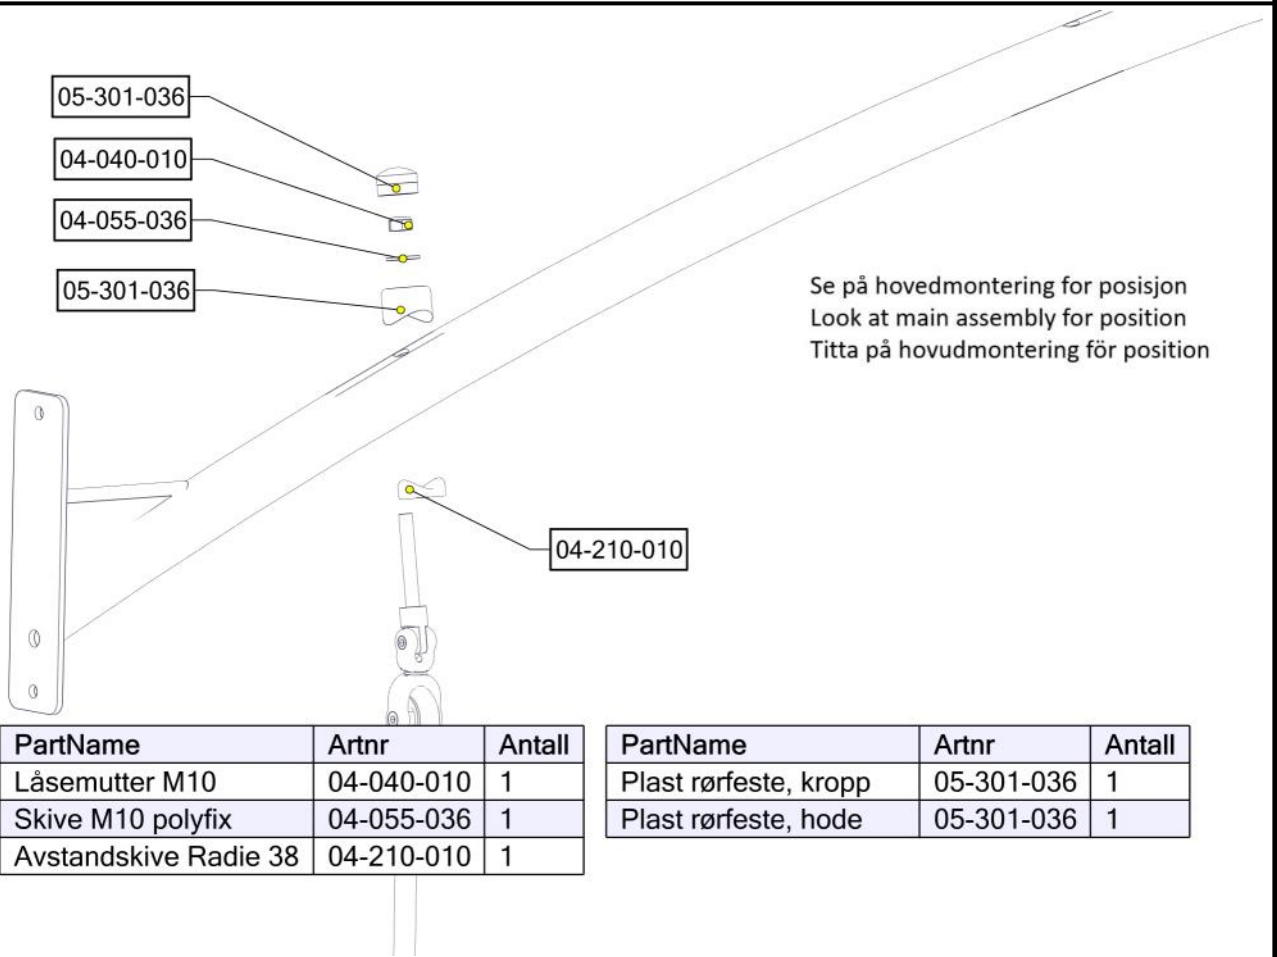 05-301-036
04-040-010
04-055-036
05-301-036
Se på hovedmontering for posisjon
Look at main assembly for position
Titta på hovudmontering för position
04-210-010
PartName Artnr Antall
Låsemutter M10 04-040-010 1
Skive M10 polyfix 04-055-036 1
Avstandskive Radie 38 04-210-010 1
PartName Artnr Antall
Plast rørfeste, kropp 05-301-036 1
Plast rørfeste, hode 05-301-036 1